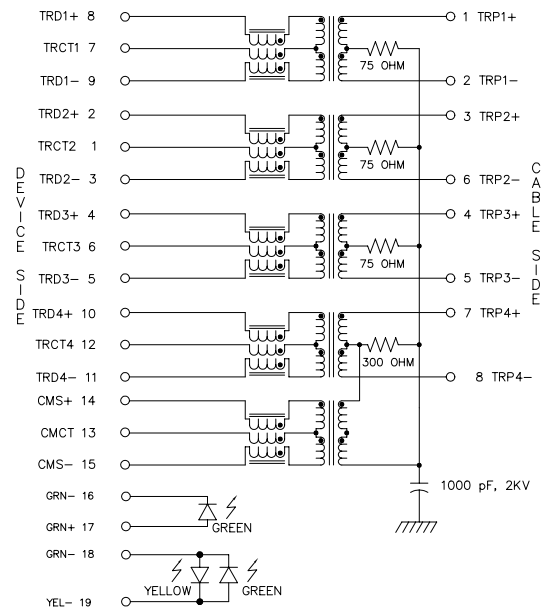 TRD1+ 8
1 TRP1+
TRCT1 7
75 OHM
TRD1– 9
2 TRP1–
TRD2+ 2
3 TRP2+
TRCT2 1
75 OHM
TRD2– 3
6 TRP2–
TRD3+ 4
4 TRP3+
TRCT3 6
75 OHM
TRD3– 5
5 TRP3–
TRD4+ 10
7 TRP4+
TRCT4 12
300 OHM
TRD4– 11
8 TRP4–
CMS+ 14
CMCT 13
CMS– 15
1000 pF, 2KV
GRN– 16
GRN+ 17
GREEN
GRN– 18
YELLOW
GREEN
YEL– 19
DEVICE SIDE
CABLE SIDE